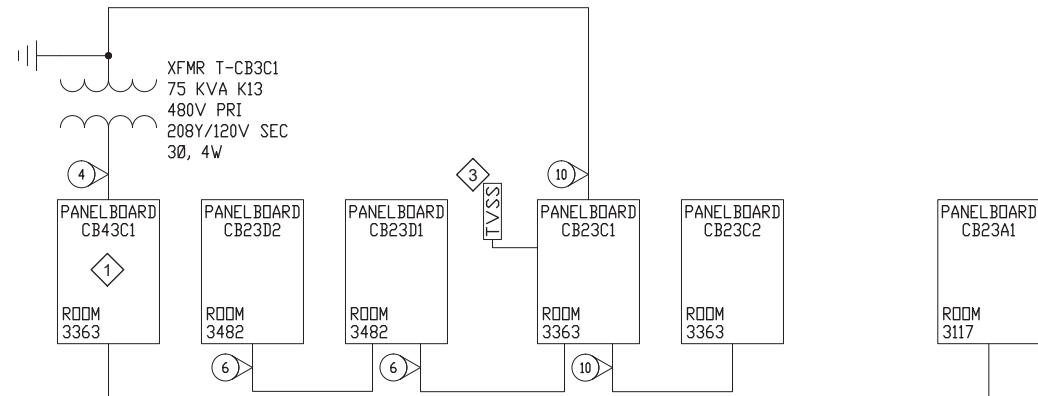 XFMR T-CB3C1
75 KVA K13
480V PRI
208Y/120V SEC
3Ø, 4W
4
3
10
TVSS
PANELBOARD
CB43C1
1
ROOM
3363
PANELBOARD
CB23D2
ROOM
3482
PANELBOARD
CB23D1
ROOM
3482
PANELBOARD
CB23C1
ROOM
3363
PANELBOARD
CB23C2
ROOM
3363
PANELBOARD
CB23A1
ROOM
3117
6
6
10